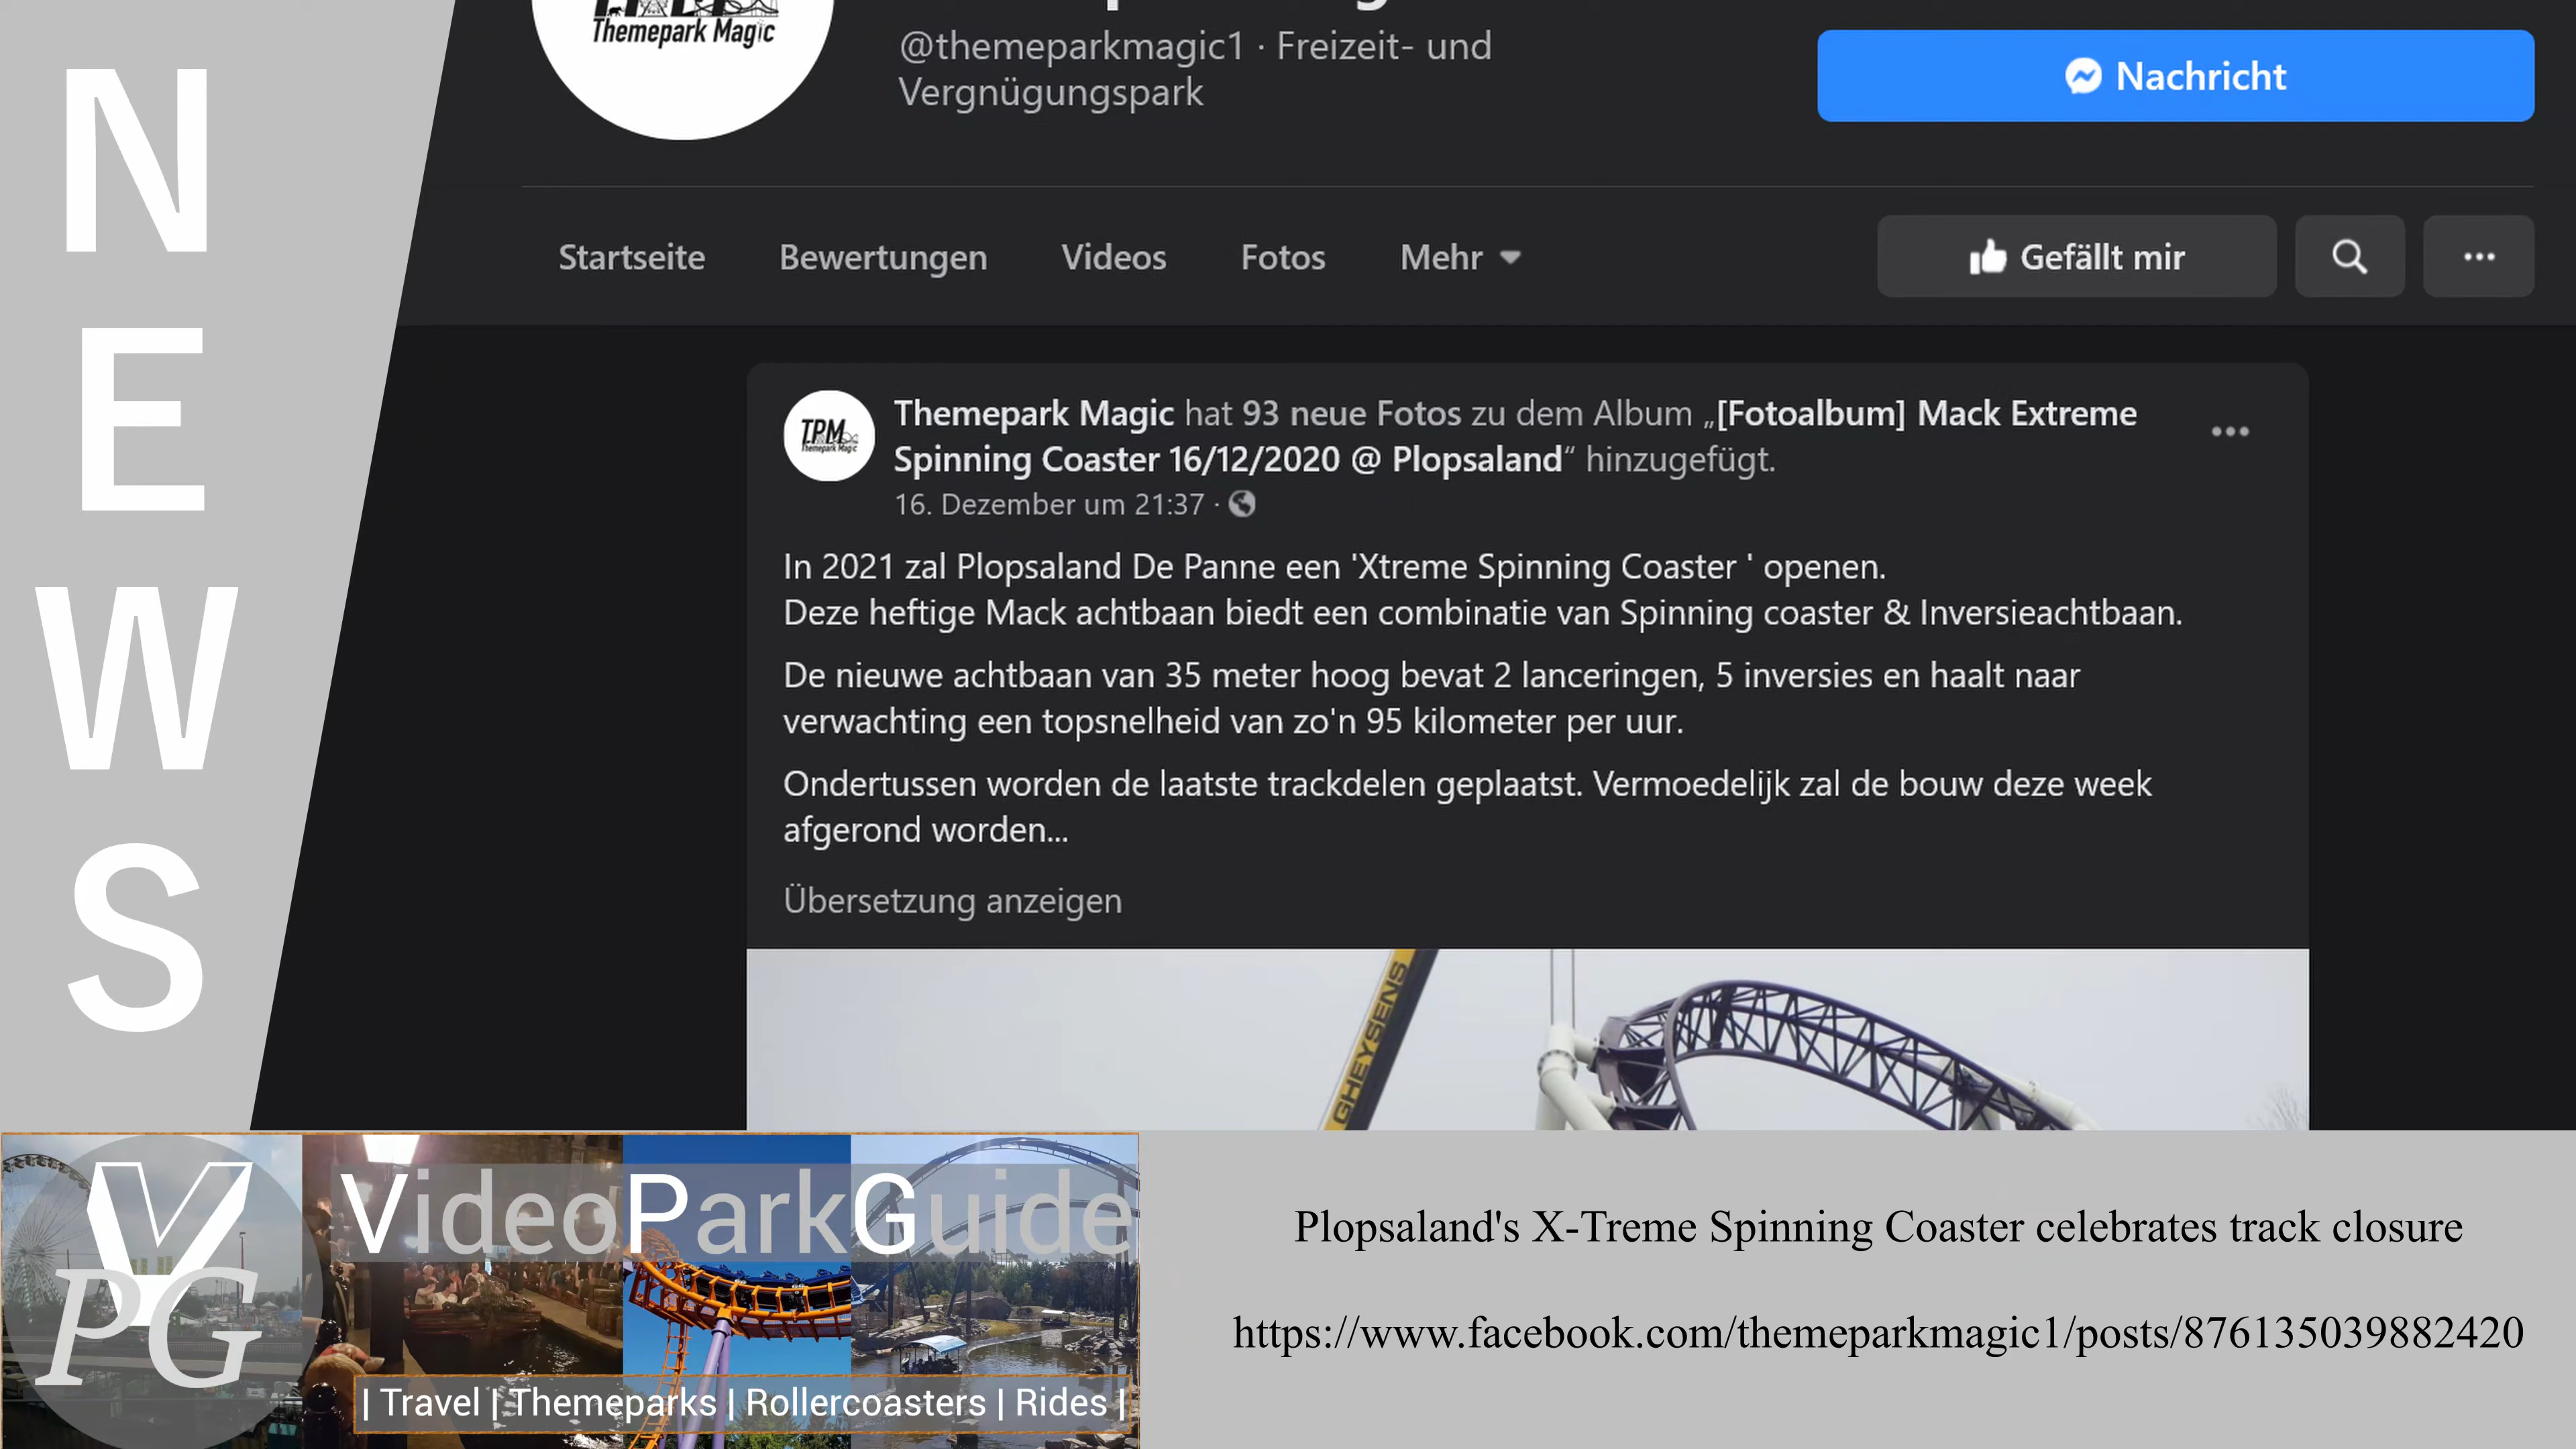 NEWS
Themepark Magic
@themeparkmagic1 · Freizeit- und
Vergnügungspark
Nachricht
Startseite
Bewertungen
Videos
Fotos
Mehr
Gefällt mir
TPM
Themepark Magic
Themepark Magic hat 93 neue Fotos zu dem Album „[Fotoalbum] Mack Extreme
Spinning Coaster 16/12/2020 @ Plopsaland“ hinzugefügt.
16. Dezember um 21:37 ·
In 2021 zal Plopsaland De Panne een 'Xtreme Spinning Coaster ' openen.
Deze heftige Mack achtbaan biedt een combinatie van Spinning coaster & Inversieachtbaan.
De nieuwe achtbaan van 35 meter hoog bevat 2 lanceringen, 5 inversies en haalt naar
verwachting een topsnelheid van zo'n 95 kilometer per uur.
Ondertussen worden de laatste trackdelen geplaatst. Vermoedelijk zal de bouw deze week
afgerond worden...
Übersetzung anzeigen
GHEYSENS
VPG
VideoParkGuide
| Travel | Themeparks | Rollercoasters | Rides |
Plopsaland's X-Treme Spinning Coaster celebrates track closure
https://www.facebook.com/themeparkmagic1/posts/876135039882420